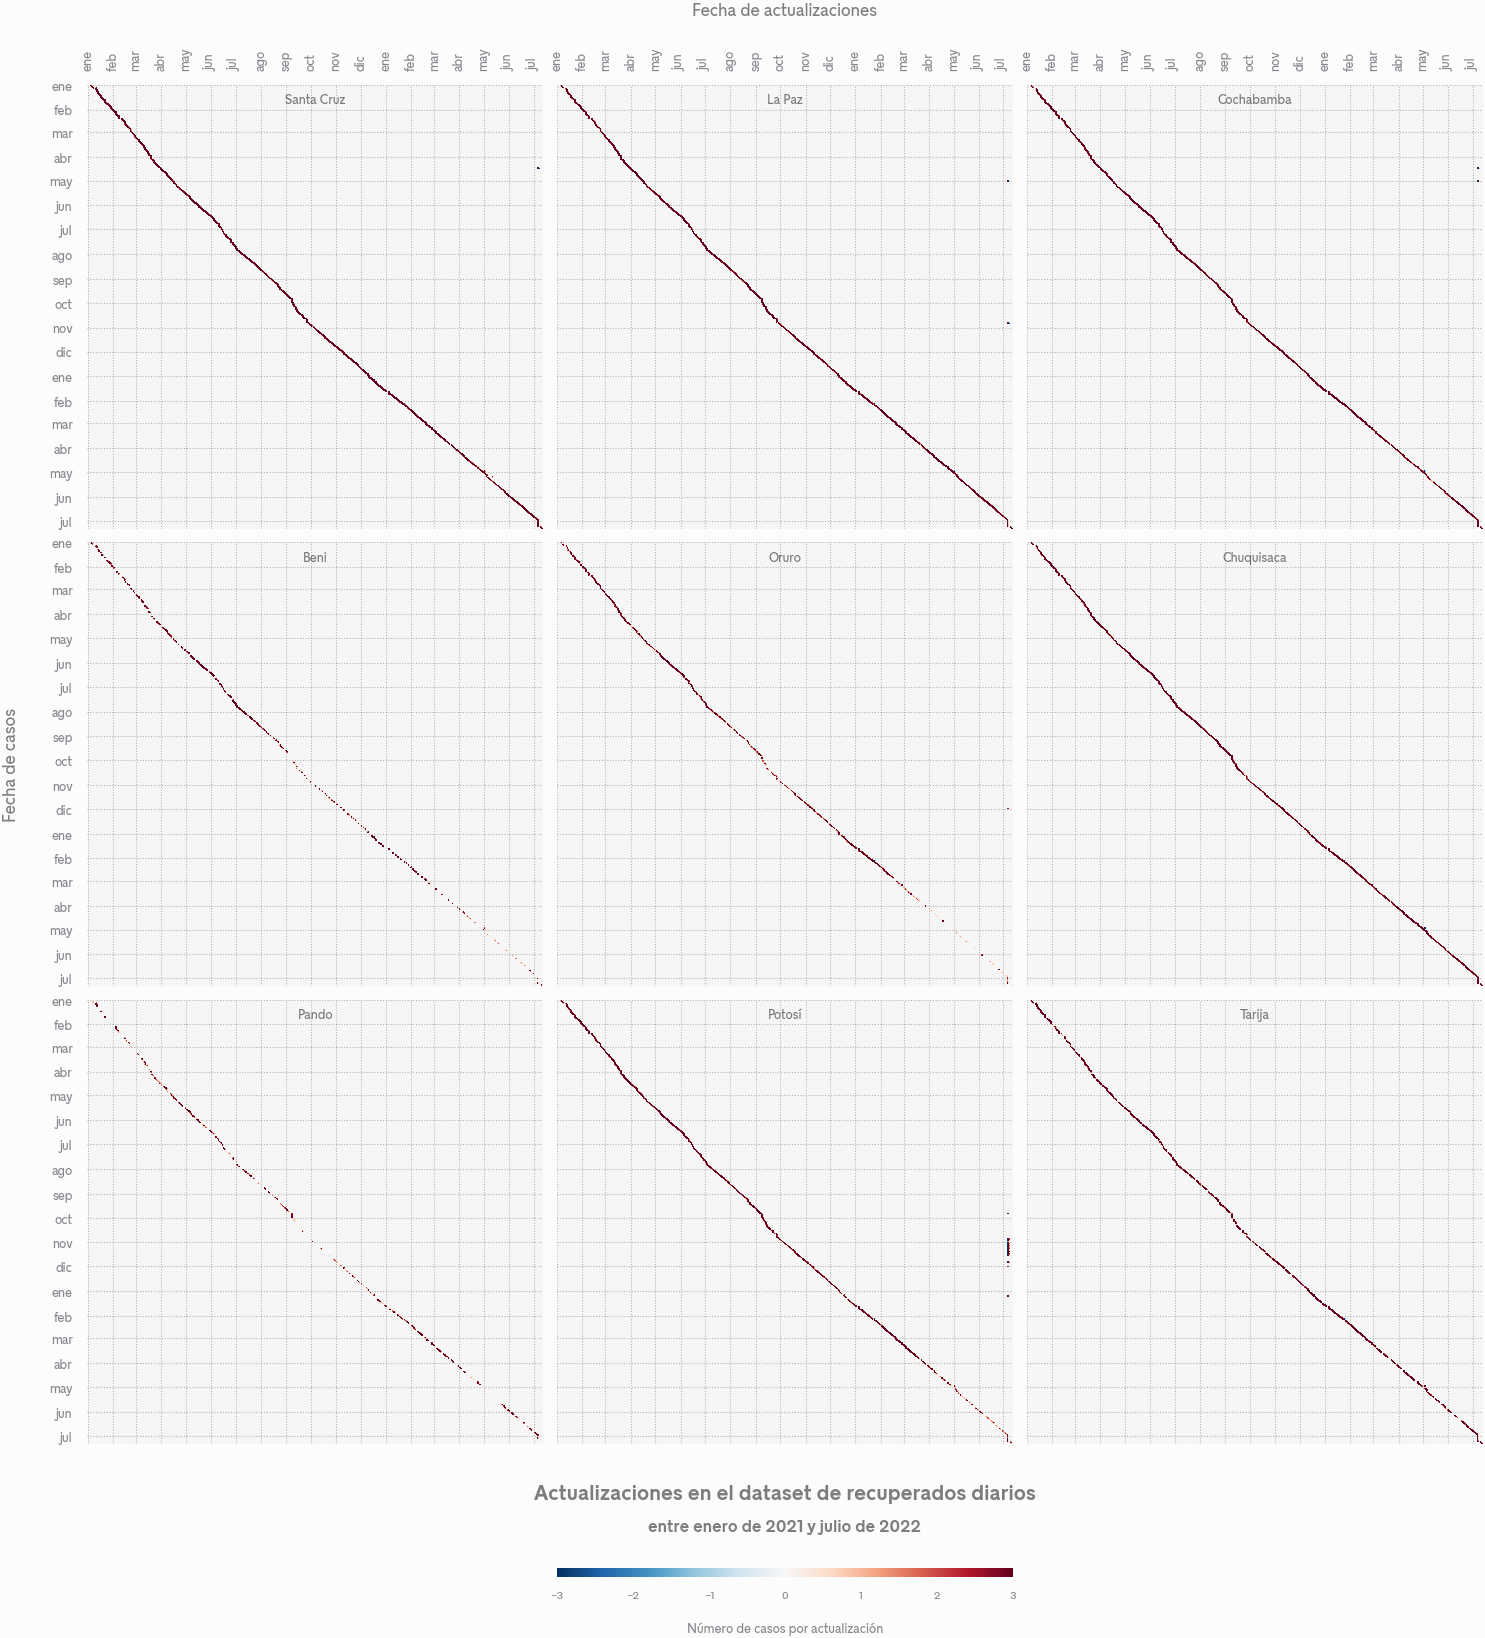 Fecha de actualizaciones
ene feb mar abr may jun jul ago sep oct nov dic ene feb mar abr may jun jul
ene feb mar abr may jun jul ago sep oct nov dic ene feb mar abr may jun jul
ene feb mar abr may jun jul ago sep oct nov dic ene feb mar abr may jun jul
Santa Cruz
La Paz
Cochabamba
ene
feb
mar
abr
may
jun
jul
ago
sep
oct
nov
dic
ene
feb
mar
abr
may
jun
jul
Beni
Oruro
Chuquisaca
ene
feb
mar
abr
may
jun
jul
ago
sep
oct
nov
dic
ene
feb
mar
abr
may
jun
jul
Fecha de casos
Pando
Potosí
Tarija
ene
feb
mar
abr
may
jun
jul
ago
sep
oct
nov
dic
ene
feb
mar
abr
may
jun
jul
Actualizaciones en el dataset de recuperados diarios
entre enero de 2021 y julio de 2022
−3 −2 −1 0 1 2 3
Número de casos por actualización